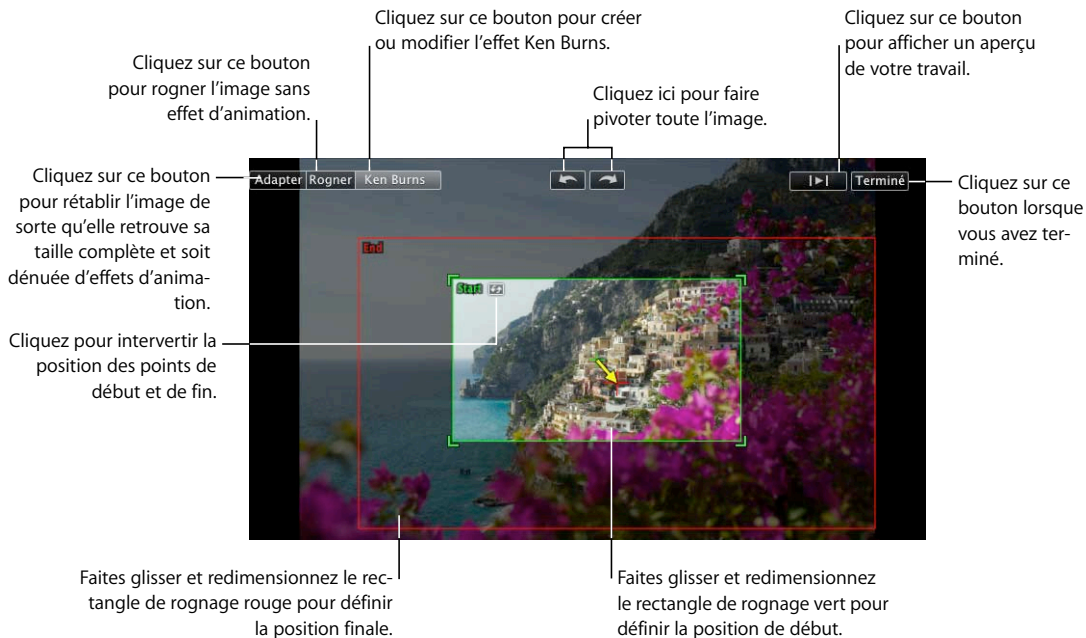 Cliquez sur ce bouton pour créer
ou modifier l'effet Ken Burns.
Cliquez sur ce bouton
pour afficher un aperçu
de votre travail.
Cliquez sur ce bouton
pour rogner l'image sans
effet d'animation.
Cliquez ici pour faire
pivoter toute l'image.
Cliquez sur ce bouton
pour rétablir l'image de
sorte qu'elle retrouve sa
taille complète et soit
dénuée d'effets d'anima-
tion.
Adapter Rogner Ken Burns
Terminé
Cliquez sur ce
bouton lorsque
vous avez ter-
miné.
End
Start
Cliquez pour intervertir la
position des points de
début et de fin.
Faites glisser et redimensionnez le rec-
tangle de rognage rouge pour définir
la position finale.
Faites glisser et redimensionnez
le rectangle de rognage vert pour
définir la position de début.